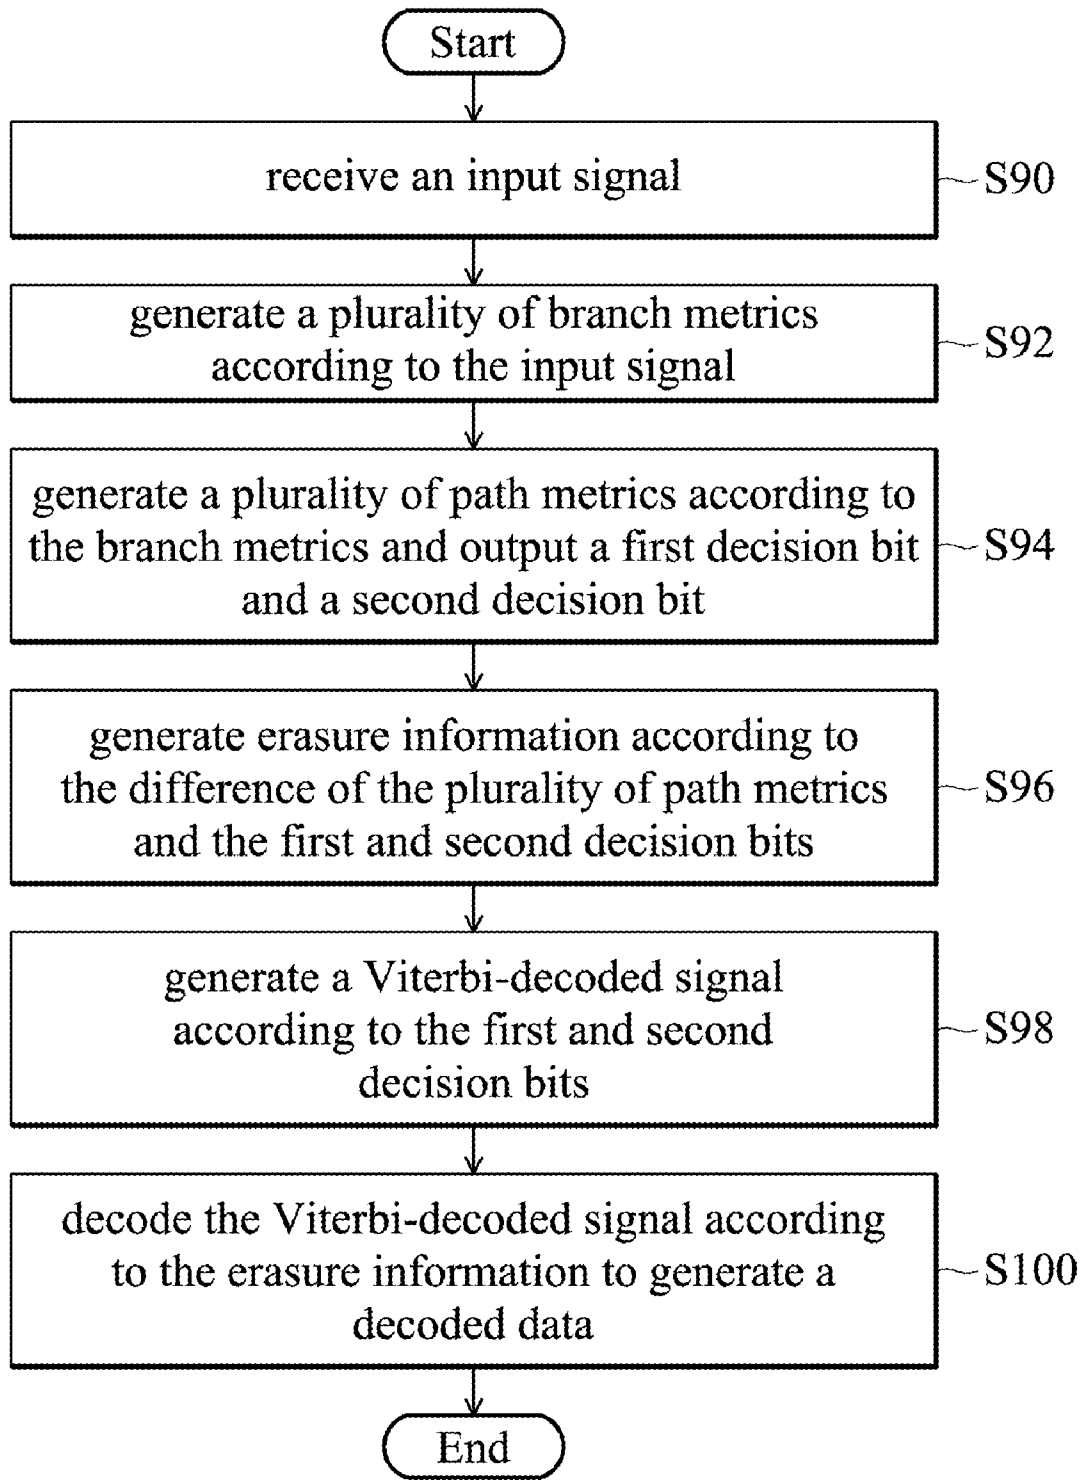 Start
receive an input signal
S90
generate a plurality of branch metrics
according to the input signal
S92
generate a plurality of path metrics according to
the branch metrics and output a first decision bit
and a second decision bit
S94
generate erasure information according to
the difference of the plurality of path metrics
and the first and second decision bits
S96
generate a Viterbi-decoded signal
according to the first and second
decision bits
S98
decode the Viterbi-decoded signal according
to the erasure information to generate a
decoded data
S100
End